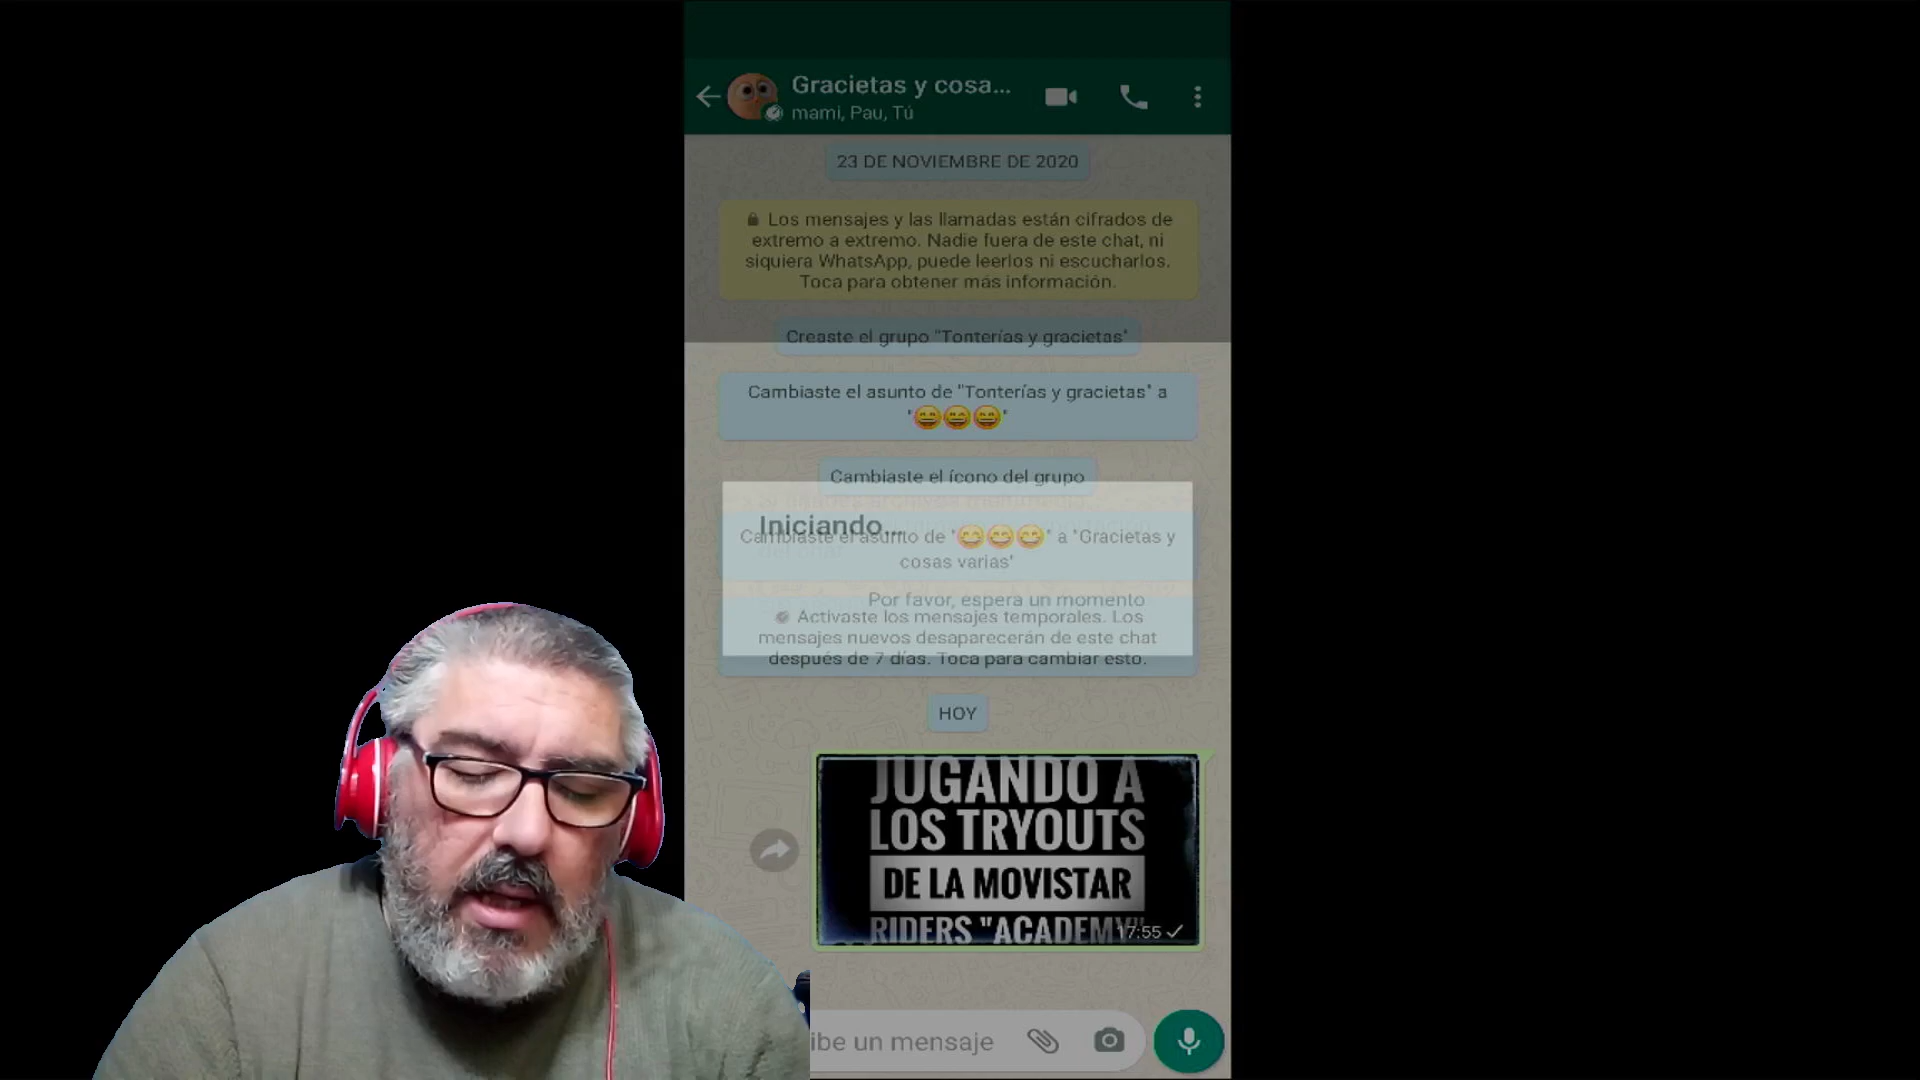 Gracietas y cosa...
mami, Pau, Tú
23 DE NOVIEMBRE DE 2020
Los mensajes y las llamadas están cifrados de
extremo a extremo. Nadie fuera de este chat, ni
siquiera WhatsApp, puede leerlos ni escucharlos.
Toca para obtener más información.
Creaste el grupo "Tonterías y gracietas"
Cambiaste el asunto de "Tonterías y gracietas" a
"😄😄😄"
Cambiaste el ícono del grupo
Iniciando...
Cambiaste el asunto de "😄😄😄" a "Gracietas y
cosas varias"
Por favor, espera un momento
Activaste los mensajes temporales. Los
mensajes nuevos desaparecerán de este chat
después de 7 días. Toca para cambiar esto.
HOY
JUGANDO A
LOS TRYOUTS
DE LA MOVISTAR
RIDERS "ACADEMY"
17:55
ibe un mensaje